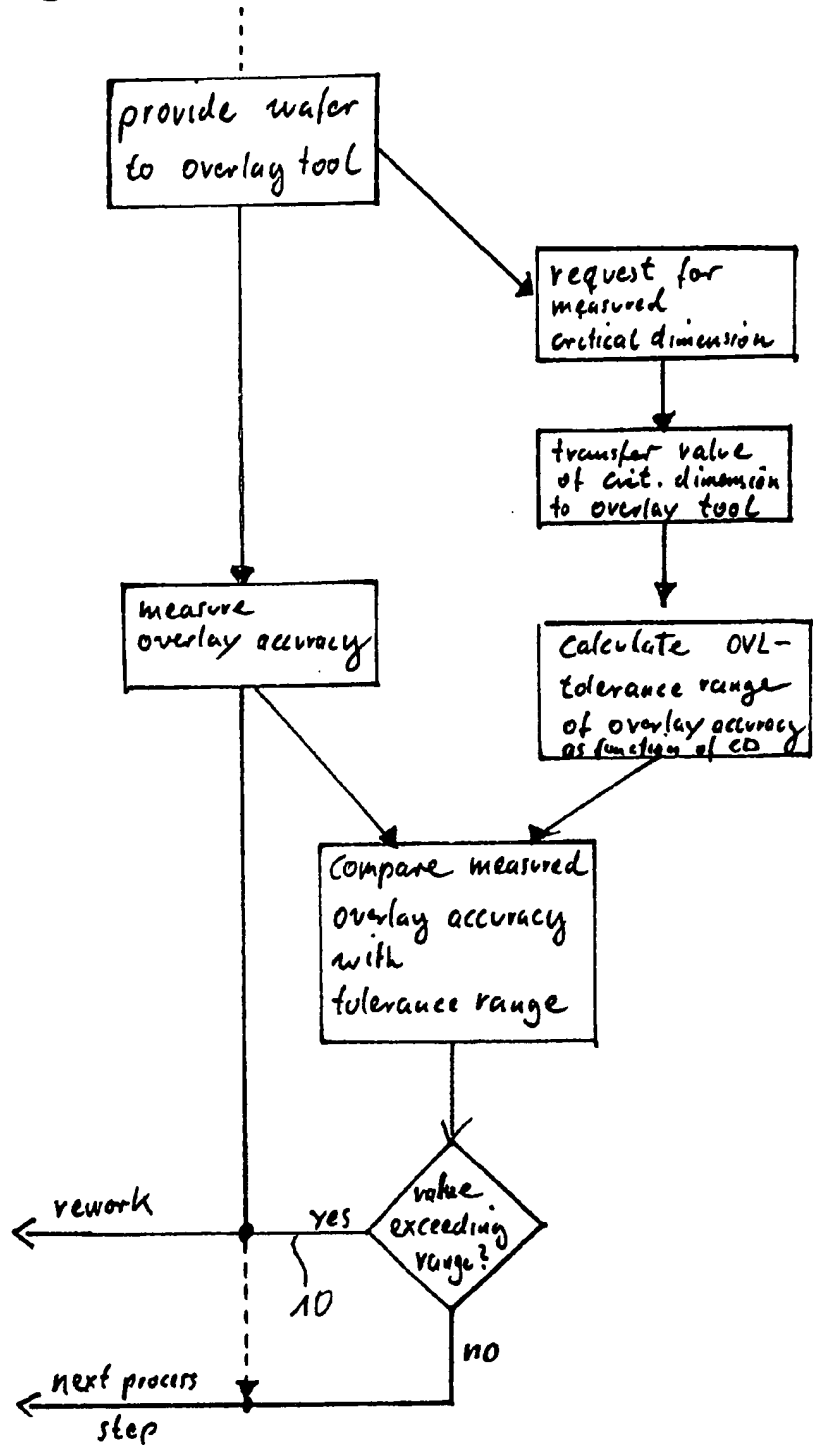 provide wafer
to overlay tool
request for
measured
critical dimension
transfer value
of crit. dimension
to overlay tool
measure
overlay accuracy
calculate OVL-
tolerance range
of overlay accuracy
as function of CD
compare measured
overlay accuracy
with
tolerance range
value
exceeding
range?
yes
rework
10
no
next process
step